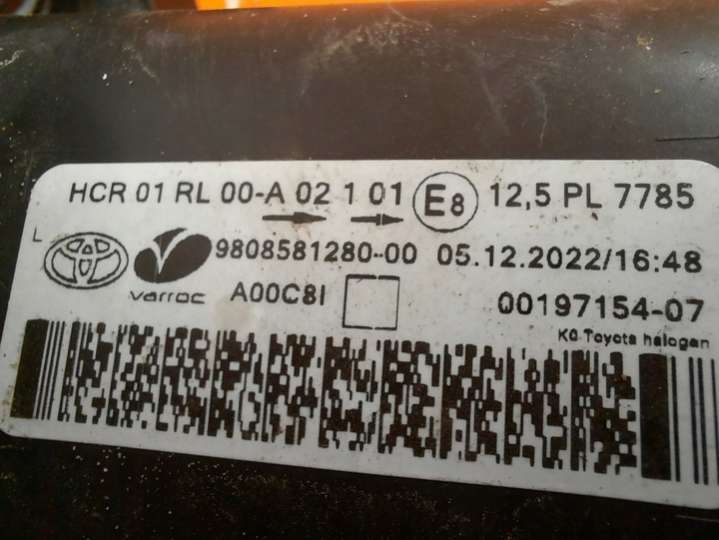 HCR 01 RL 00-A 02 1 01 E8 12,5 PL 7785
L
9808581280-00 05.12.2022/16:48
varroc A00C8I 00197154-07
K0 Toyota halogan